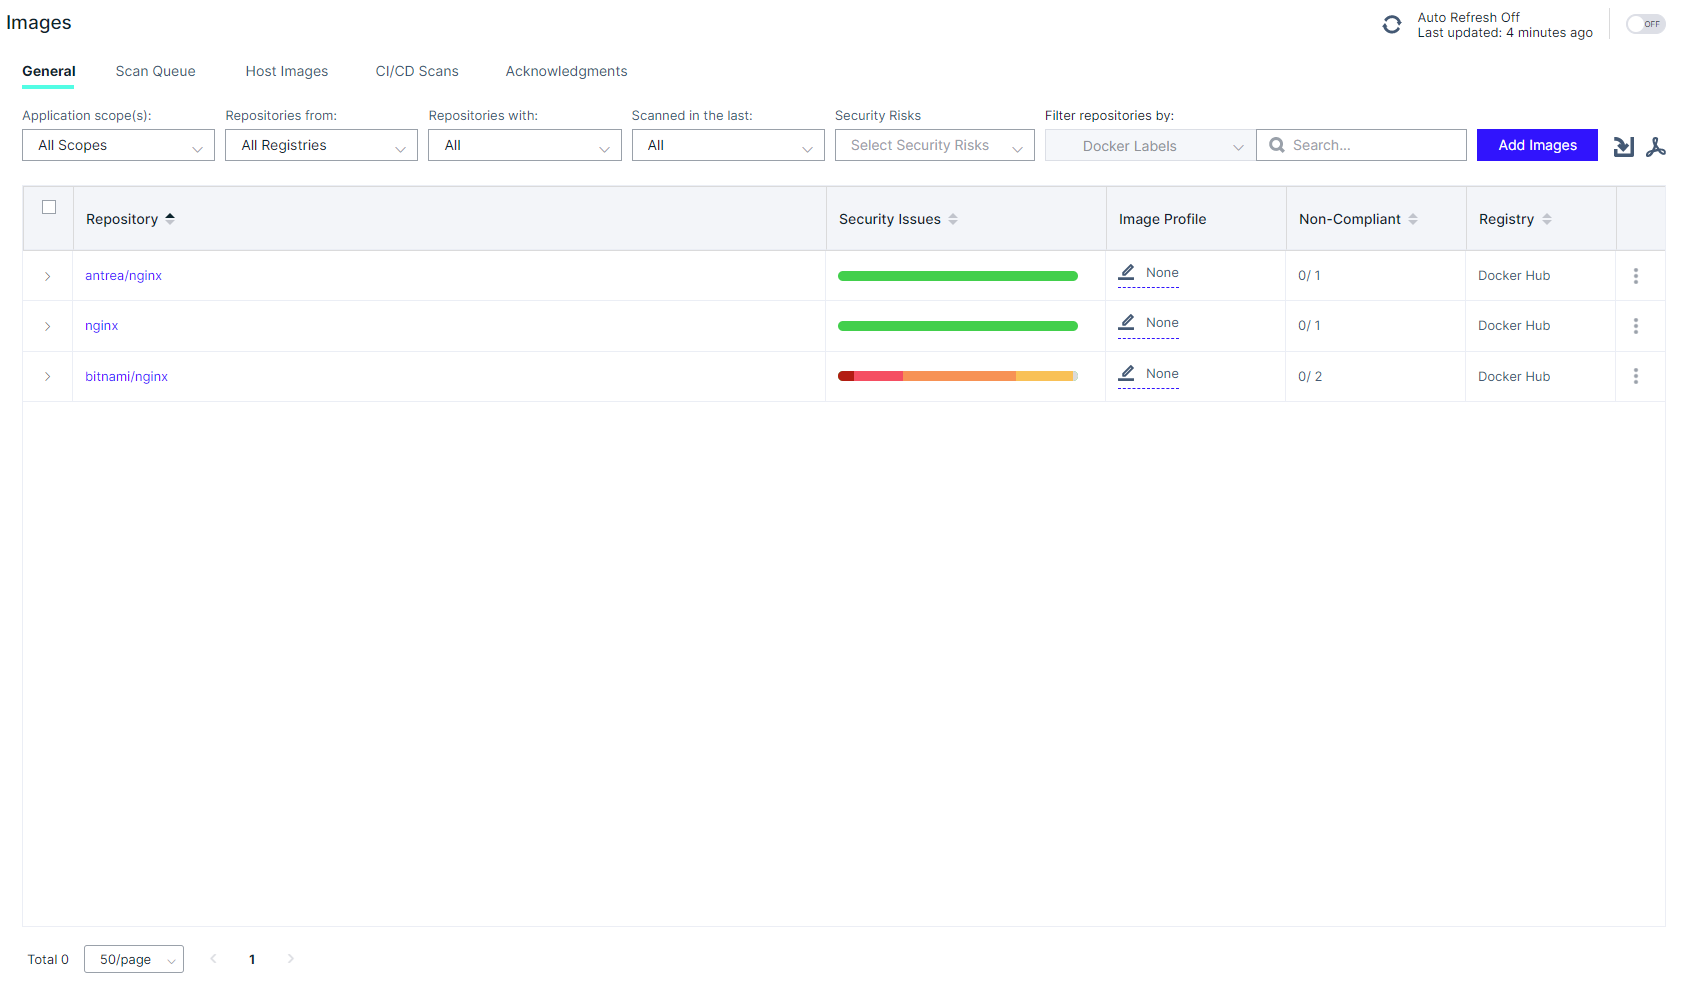 Images
Auto Refresh Off
Last updated: 4 minutes ago
OFF
General Scan Queue Host Images CI/CD Scans Acknowledgments
Application scope(s): Repositories from: Repositories with: Scanned in the last: Security Risks Filter repositories by:
All Scopes All Registries All All Select Security Risks Docker Labels Search... Add Images
Repository Security Issues Image Profile Non-Compliant Registry
antrea/nginx None 0/ 1 Docker Hub
nginx None 0/ 1 Docker Hub
bitnami/nginx None 0/ 2 Docker Hub
Total 0 50/page 1